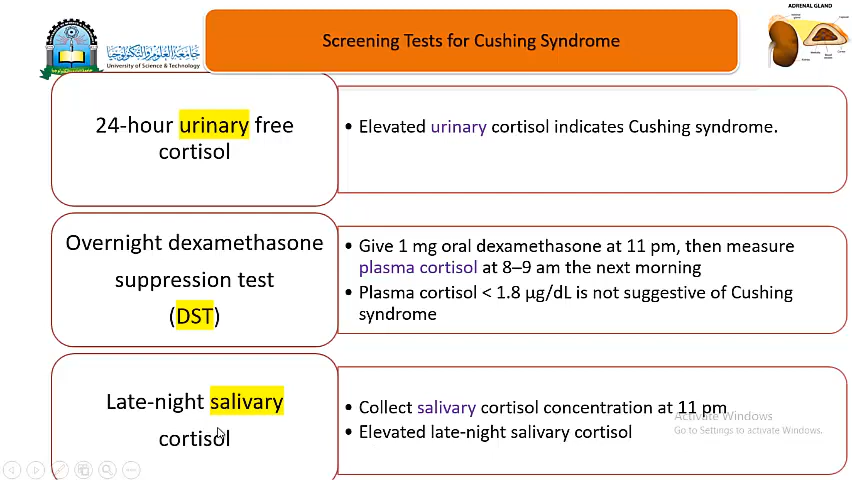 ADRENAL GLAND
Screening Tests for Cushing Syndrome
جامعة العلوم والتكنولوجيا
University of Science & Technology
24-hour urinary free
cortisol
• Elevated urinary cortisol indicates Cushing syndrome.
Overnight dexamethasone
suppression test
(DST)
• Give 1 mg oral dexamethasone at 11 pm, then measure
plasma cortisol at 8–9 am the next morning
• Plasma cortisol < 1.8 µg/dL is not suggestive of Cushing
syndrome
Late-night salivary
cortisol
• Collect salivary cortisol concentration at 11 pm
• Elevated late-night salivary cortisol
Activate Windows
Go to Settings to activate Windows.